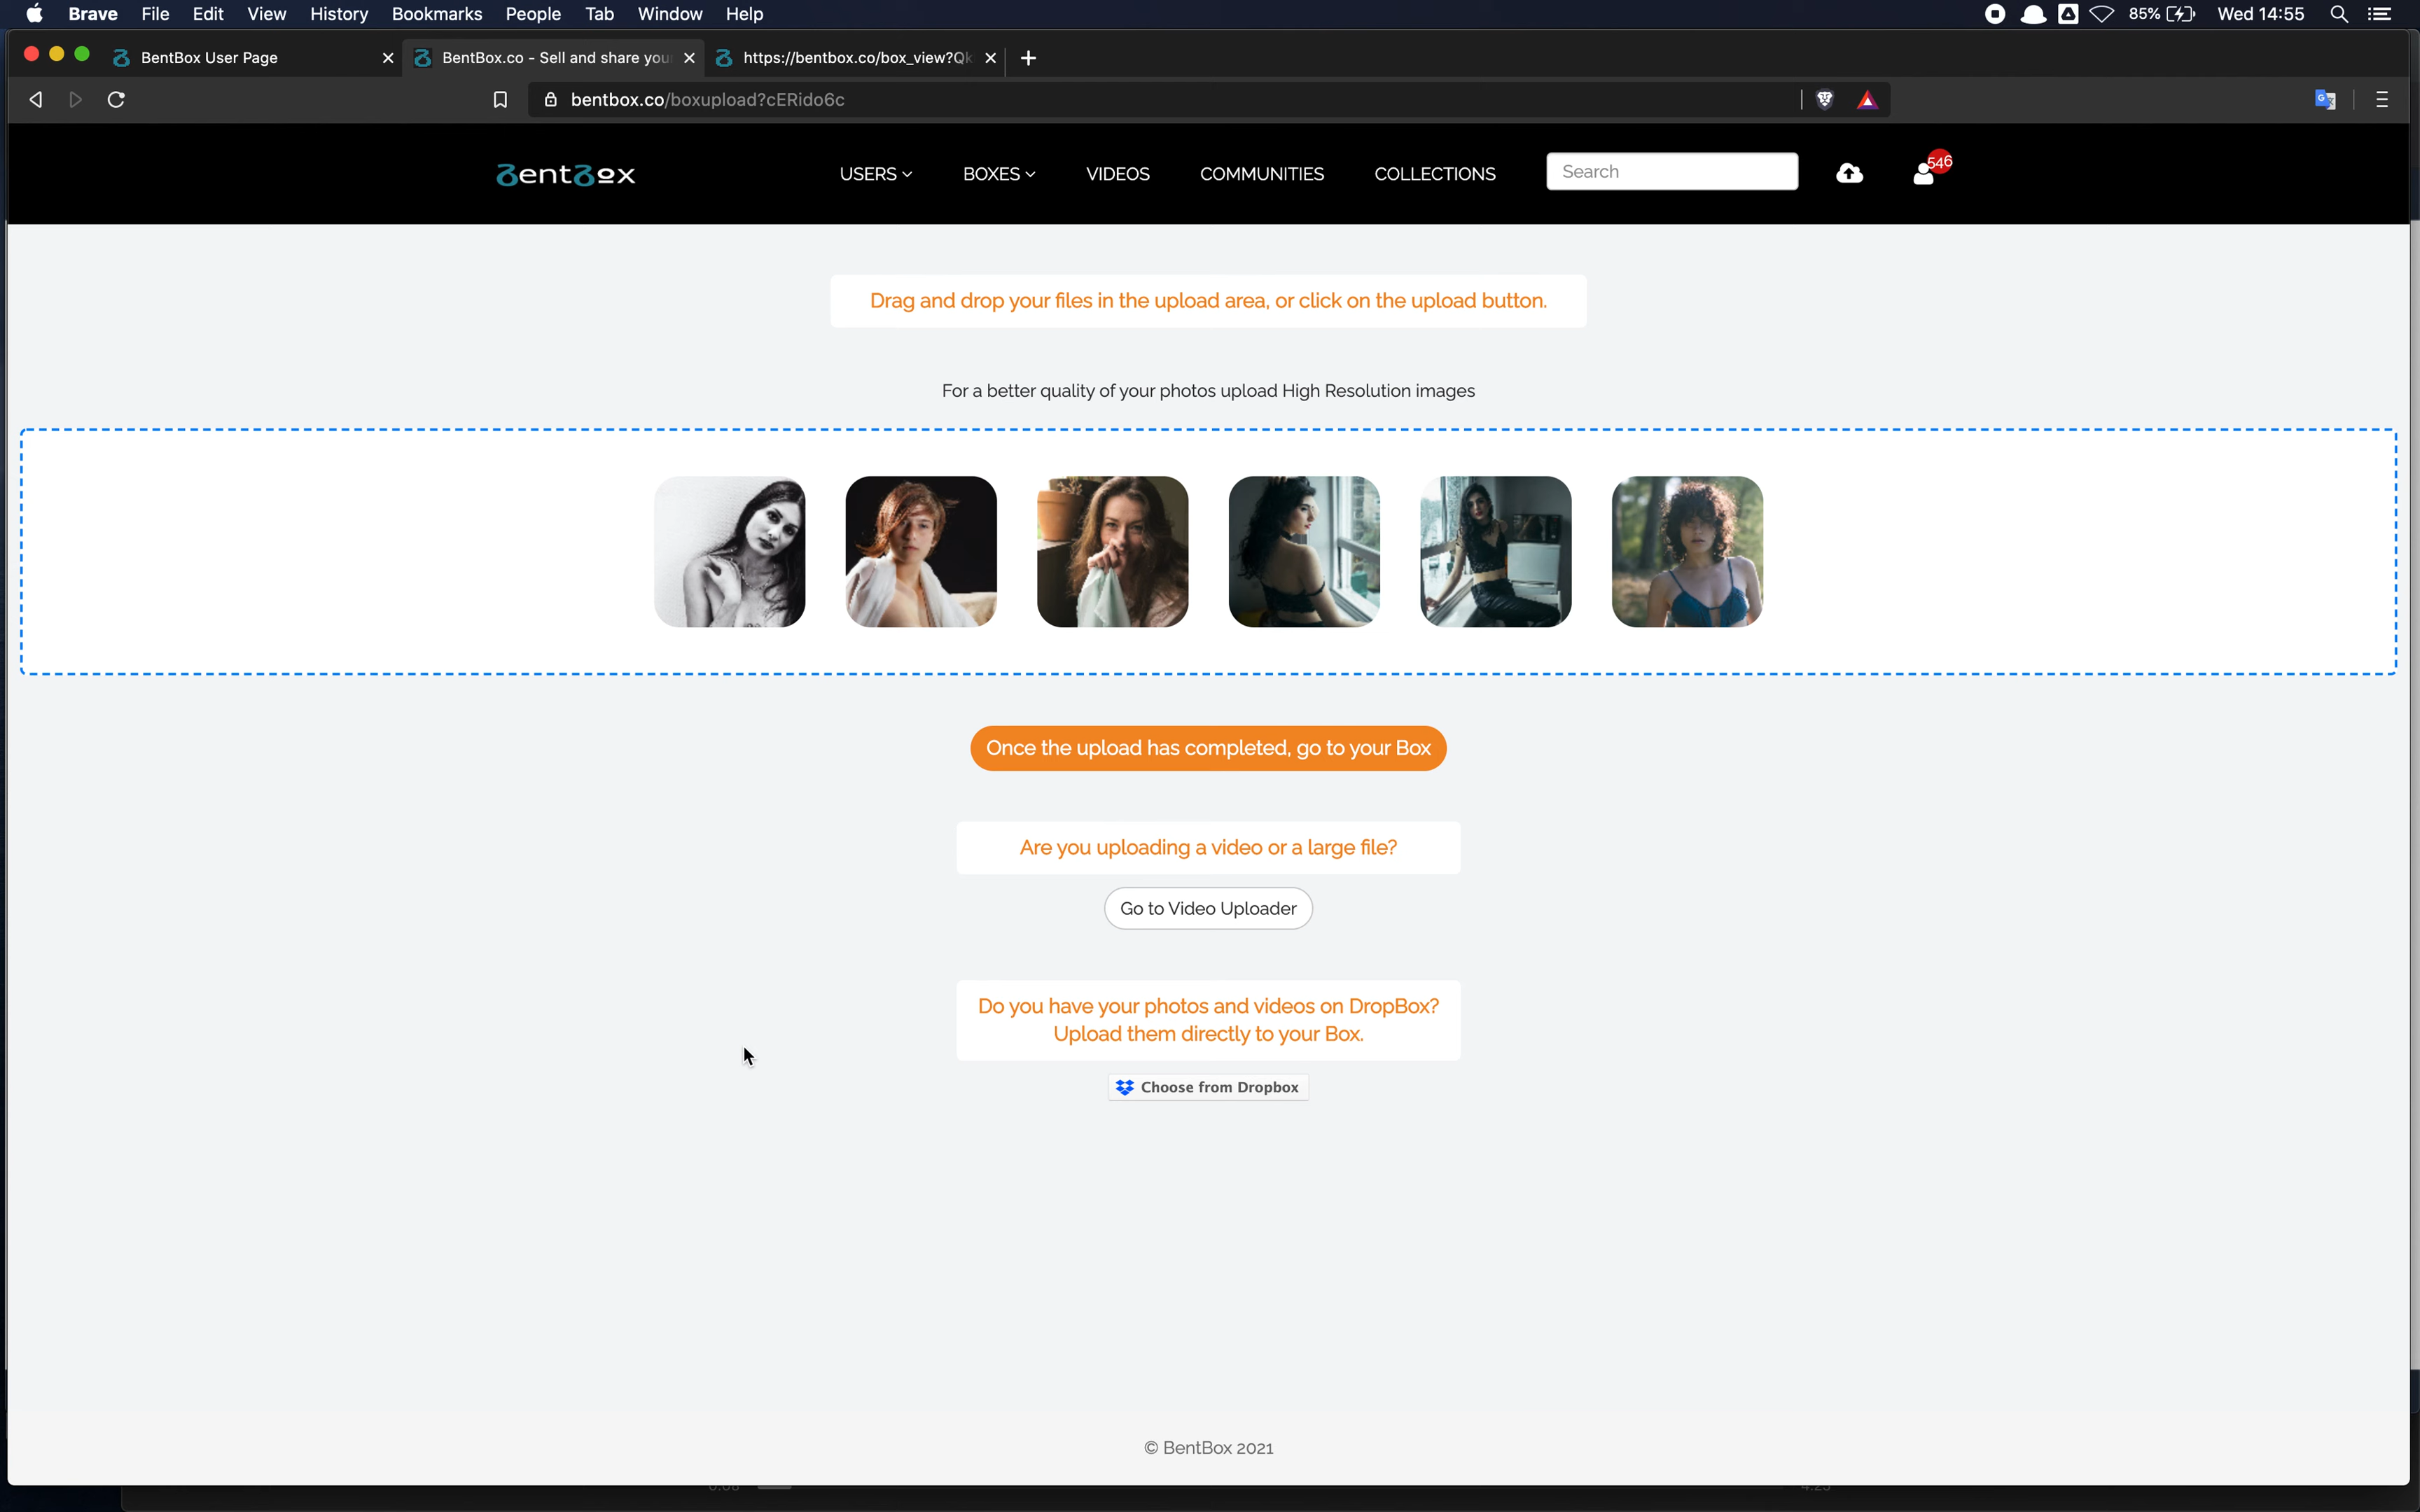 Brave File Edit View History Bookmarks People Tab Window Help 85% Wed 14:55
BentBox User Page BentBox.co - Sell and share you https://bentbox.co/box_view?Qk
bentbox.co/boxupload?cERido6c
BentBox USERS BOXES VIDEOS COMMUNITIES COLLECTIONS Search 546
Drag and drop your files in the upload area, or click on the upload button.
For a better quality of your photos upload High Resolution images
Once the upload has completed, go to your Box
Are you uploading a video or a large file?
Go to Video Uploader
Do you have your photos and videos on DropBox?
Upload them directly to your Box.
Choose from Dropbox
© BentBox 2021